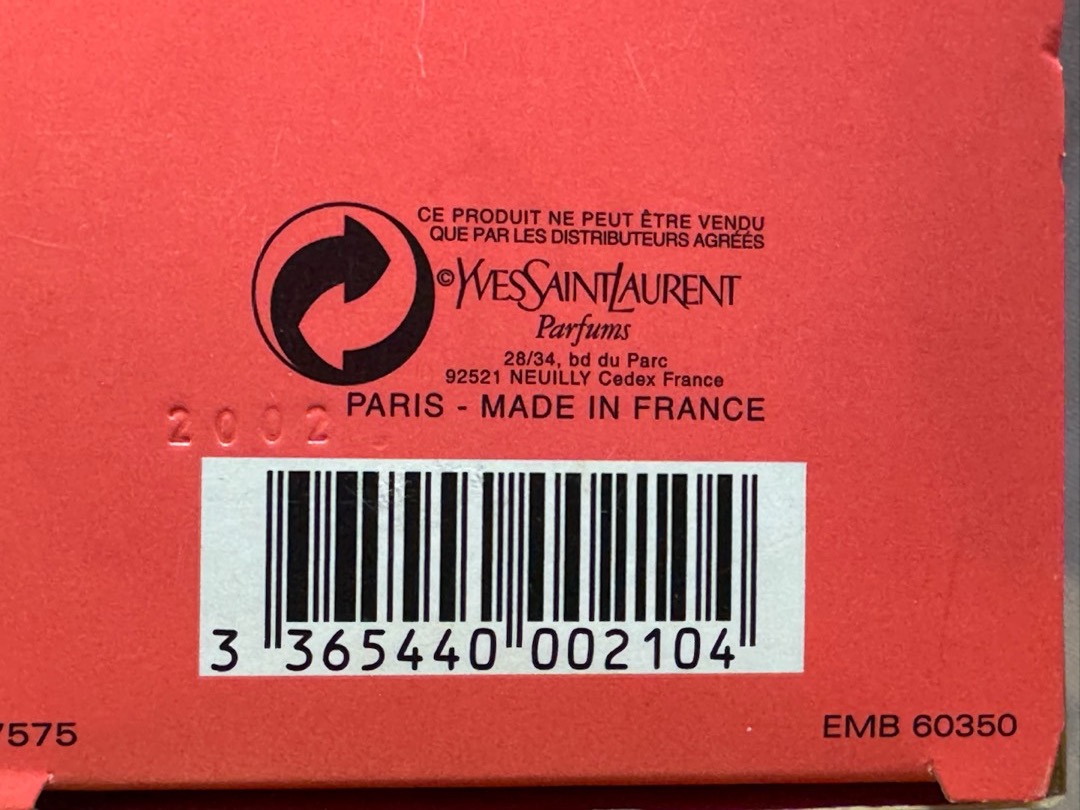 CE PRODUIT NE PEUT ÊTRE VENDU
QUE PAR LES DISTRIBUTEURS AGRÉÉS
©YVESSAINTLAURENT
Parfums
28/34, bd du Parc
92521 NEUILLY Cedex France
PARIS - MADE IN FRANCE
2002
3 365440 002104
7575
EMB 60350